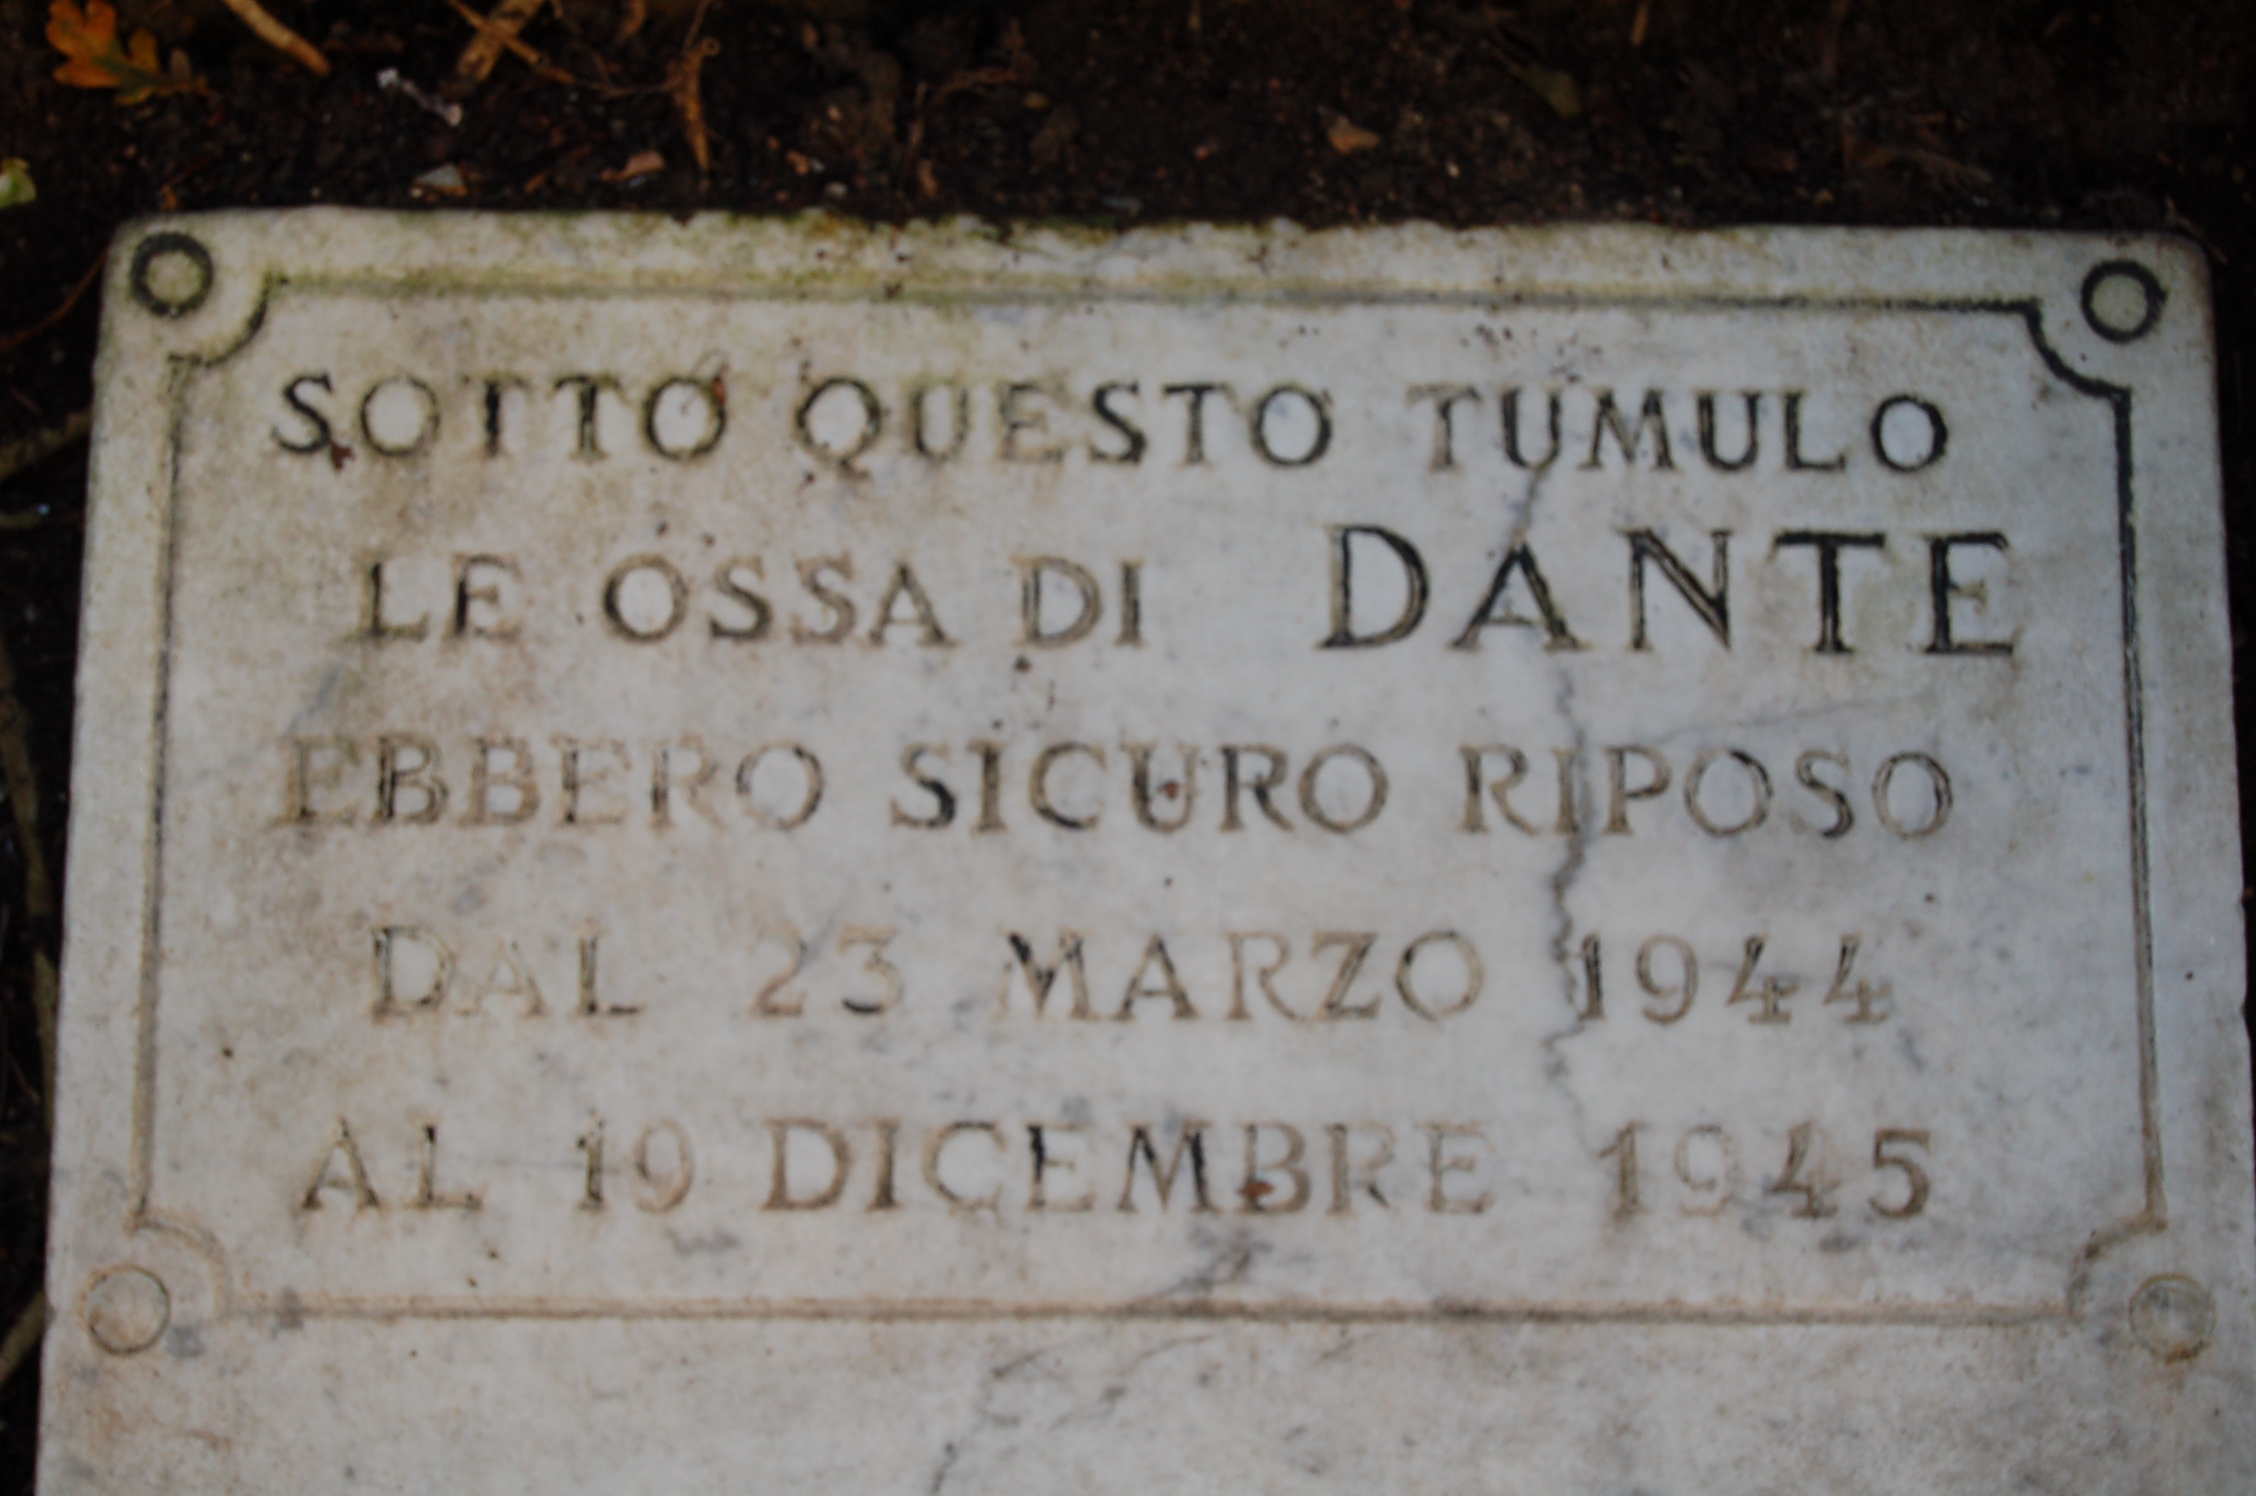 SOTTO QUESTO TUMULO
LE OSSA DI DANTE
EBBERO SICURO RIPOSO
DAL 23 MARZO 1944
AL 19 DICEMBRE 1945